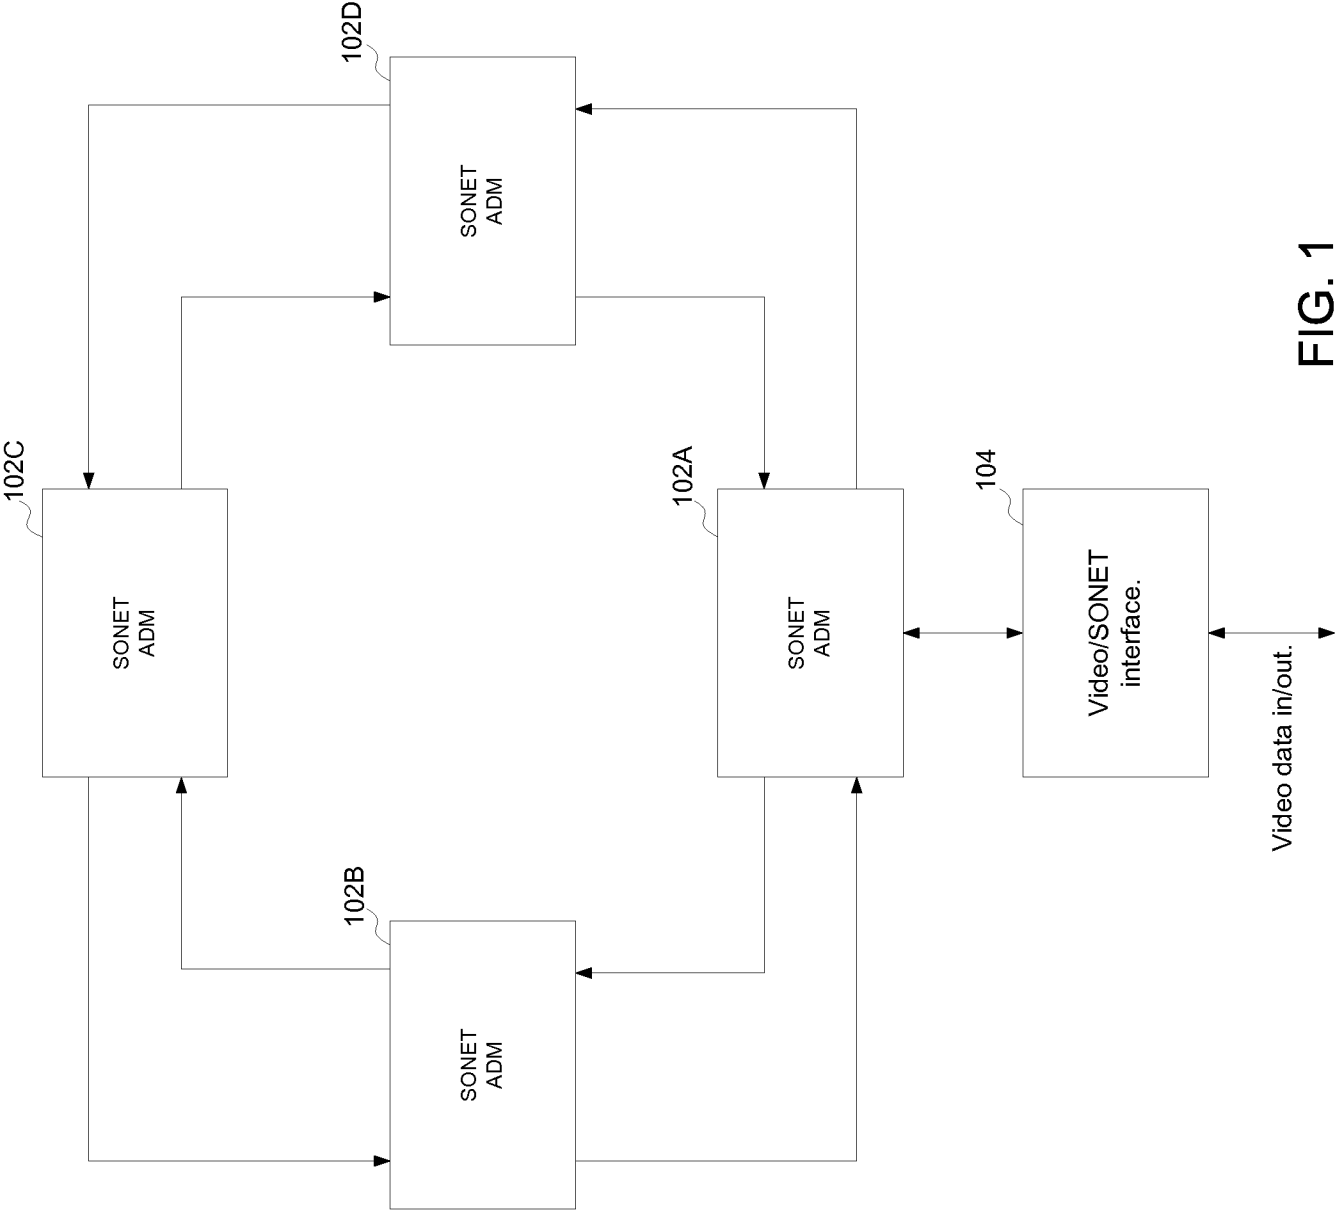 102D
SONET
ADM
102C
SONET
ADM
102A
SONET
ADM
104
Video/SONET
interface.
102B
SONET
ADM
Video data in/out.
FIG. 1